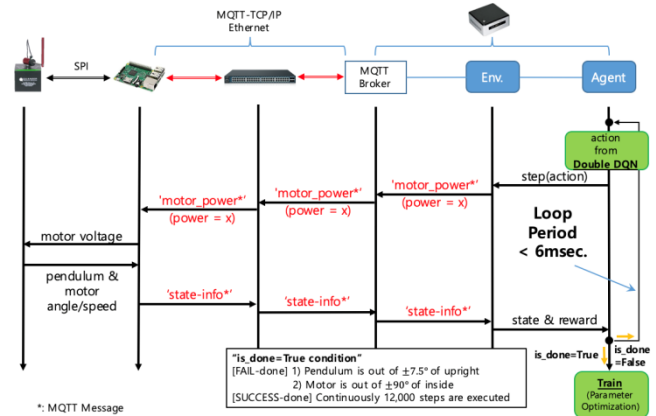 MQTT-TCP/IP
Ethernet
SPI
MQTT
Broker
Env.
Agent
action
from
Double DQN
step(action)
'motor_power*'
(power = x)
'motor_power*'
(power = x)
'motor_power*'
(power = x)
Loop
Period
< 6msec.
motor voltage
pendulum &
motor
angle/speed
'state-info*'
'state-info*'
'state-info*'
state & reward
is_done=True
is_done
=False
"is_done=True condition"
[FAIL-done] 1) Pendulum is out of ±7.5° of upright
2) Motor is out of ±90° of inside
[SUCCESS-done] Continuously 12,000 steps are executed
Train
(Parameter
Optimization)
*: MQTT Message